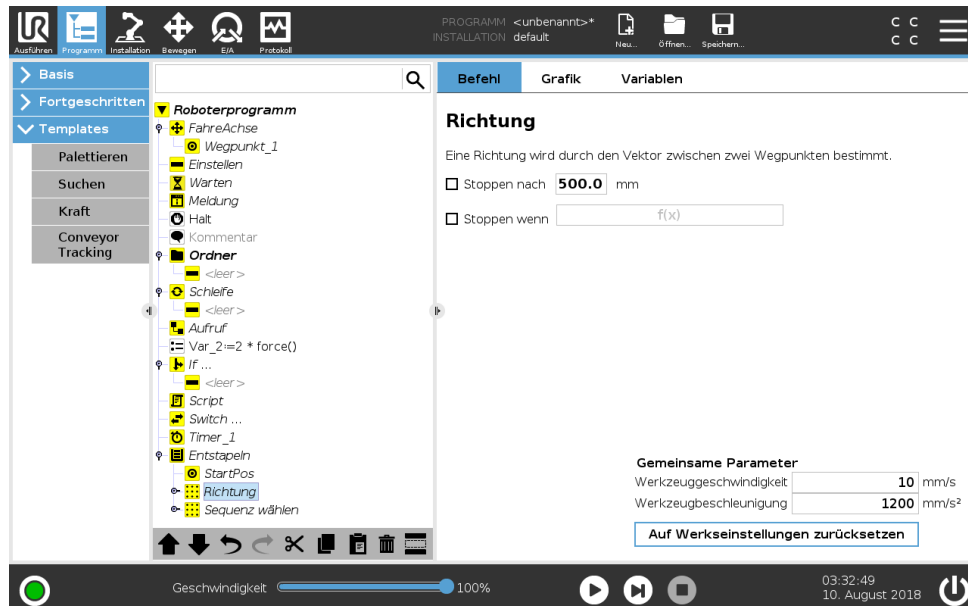 PROGRAMM <unbenannt>*
INSTALLATION default
Ausführen Programm Installation Bewegen E/A Protokoll
Neu... Öffnen... Speichern...
C C
C C
Basis
Fortgeschritten
Templates
Palettieren
Suchen
Kraft
Conveyor
Tracking
Roboterprogramm
FahreAchse
Wegpunkt_1
Einstellen
Warten
Meldung
Halt
Kommentar
Ordner
<leer>
Schleife
<leer>
Aufruf
Var_2:=2 * force()
If ...
<leer>
Script
Switch ...
Timer_1
Entstapeln
StartPos
Richtung
Sequenz wählen
Befehl Grafik Variablen
Richtung
Eine Richtung wird durch den Vektor zwischen zwei Wegpunkten bestimmt.
Stoppen nach 500.0 mm
Stoppen wenn f(x)
Gemeinsame Parameter
Werkzeuggeschwindigkeit 10 mm/s
Werkzeugbeschleunigung 1200 mm/s²
Auf Werkseinstellungen zurücksetzen
Geschwindigkeit 100%
03:32:49
10. August 2018